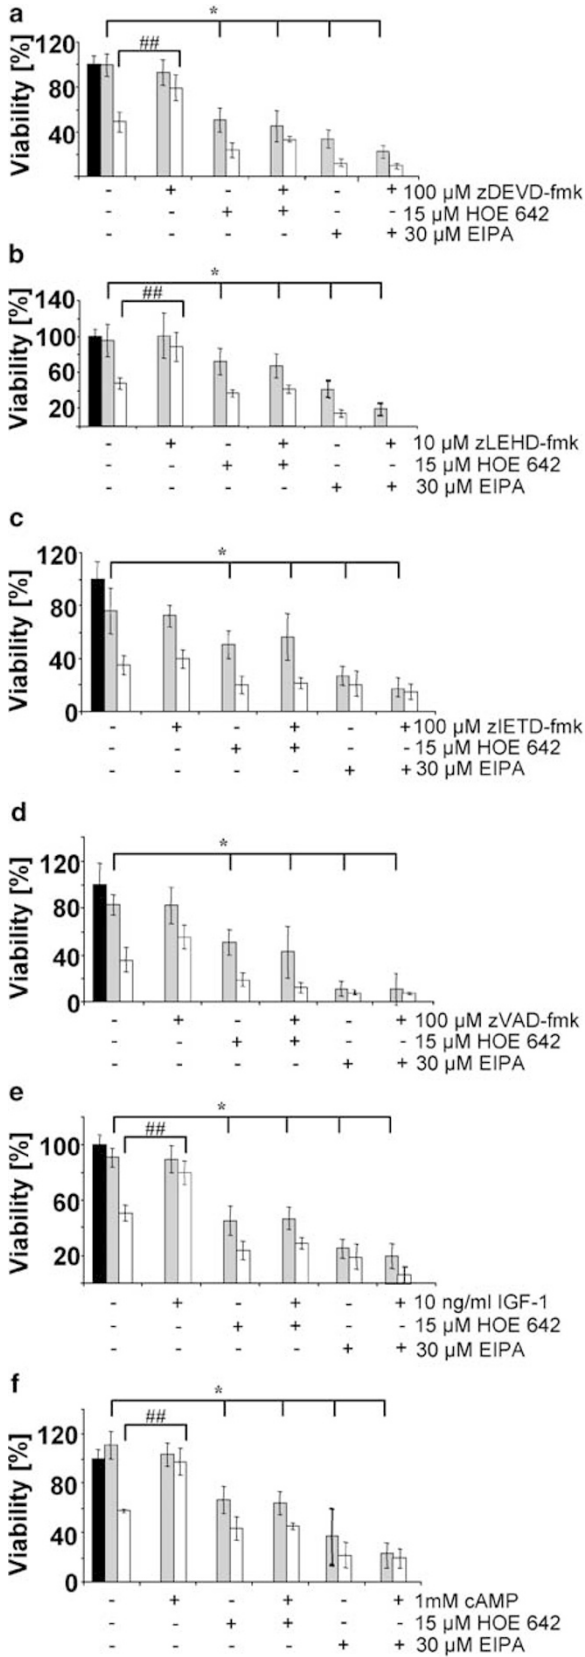 a
*
##
Viability [%]
120
80
40
- + - + - + 100 µM zDEVD-fmk
- - + + - - 15 µM HOE 642
- - - - + + 30 µM EIPA
b
*
##
Viability [%]
140
100
60
20
- + - + - + 10 µM zLEHD-fmk
- - + + - - 15 µM HOE 642
- - - - + + 30 µM EIPA
c
*
Viability [%]
120
80
40
0
- + - + - + 100 µM zIETD-fmk
- - + + - - 15 µM HOE 642
- - - - + + 30 µM EIPA
d
*
Viability [%]
120
80
40
0
- + - + - + 100 µM zVAD-fmk
- - + + - - 15 µM HOE 642
- - - - + + 30 µM EIPA
e
*
##
Viability [%]
100
60
20
- + - + - + 10 ng/ml IGF-1
- - + + - - 15 µM HOE 642
- - - - + + 30 µM EIPA
f
*
##
Viability [%]
120
80
40
0
- + - + - + 1mM cAMP
- - + + - - 15 µM HOE 642
- - - - + + 30 µM EIPA